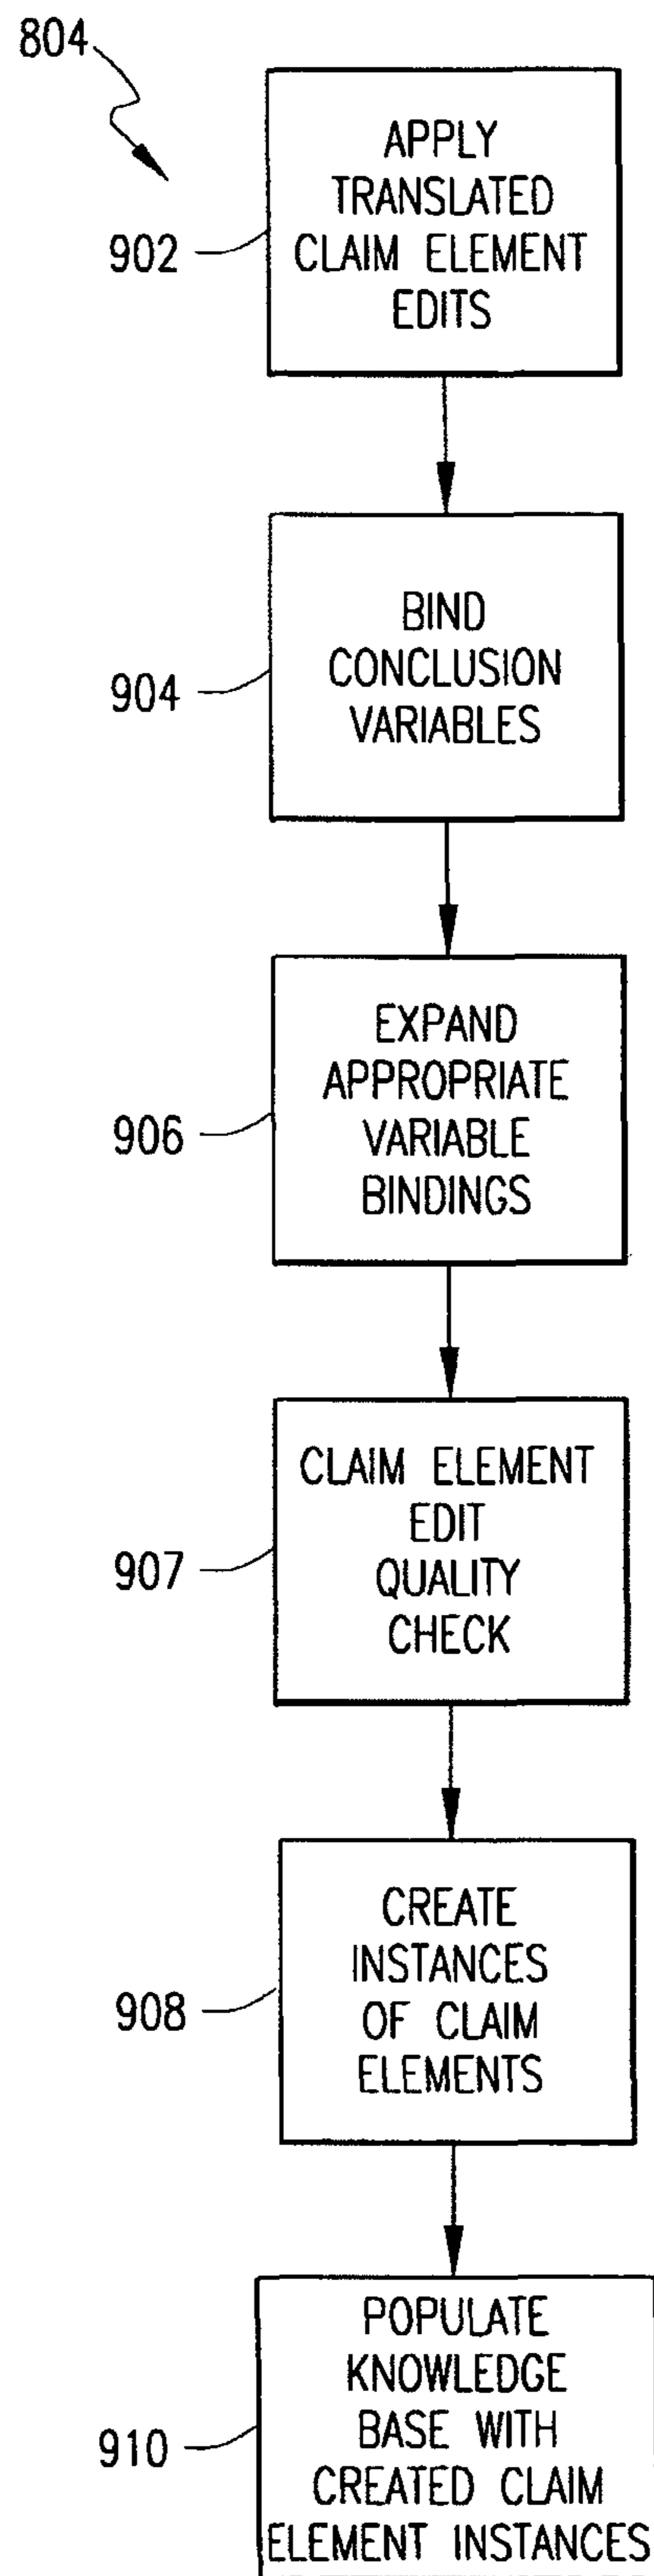 804
APPLY
TRANSLATED
CLAIM ELEMENT
EDITS
902
BIND
CONCLUSION
VARIABLES
904
EXPAND
APPROPRIATE
VARIABLE
BINDINGS
906
CLAIM ELEMENT
EDIT
QUALITY
CHECK
907
CREATE
INSTANCES
OF CLAIM
ELEMENTS
908
POPULATE
KNOWLEDGE
BASE WITH
CREATED CLAIM
ELEMENT INSTANCES
910